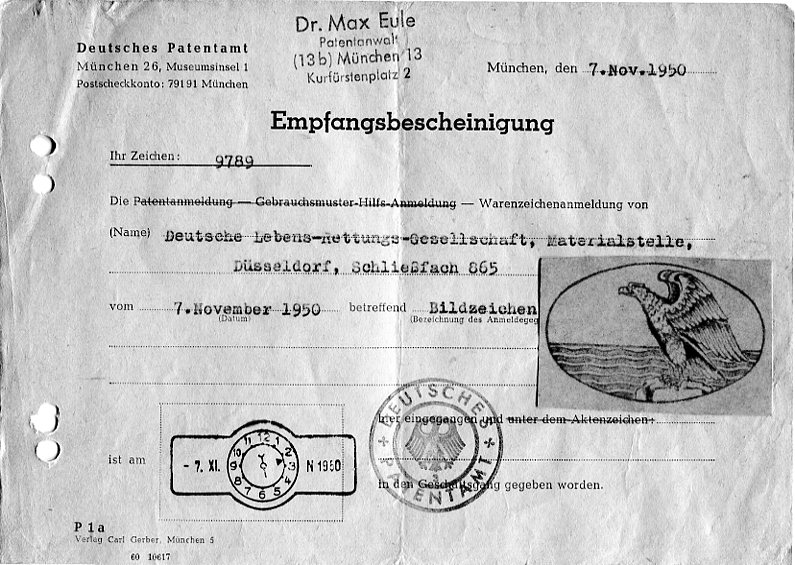 Dr. Max Eule
Patentanwalt
(13b) München 13
Kurfürstenplatz 2
Deutsches Patentamt
München 26, Museumsinsel 1
Postscheckkonto: 79191 München
München, den 7.Nov.1950
Empfangsbescheinigung
Ihr Zeichen: 9789
Die Patentanmeldung — Gebrauchsmuster-Hilfs-Anmeldung — Warenzeichenanmeldung von
(Name) Deutsche Lebens-Rettungs-Gesellschaft, Materialstelle,
Düsseldorf, Schließfach 865
vom 7.November 1950 betreffend Bildzeichen
(Datum) (Bezeichnung des Anmeldegeg
hier eingegangen und unter dem Aktenzeichen:
ist am
- 7. XI. N 1950
12 1 2 3 4 5 6 7 8 9 10 11
DEUTSCHES
PATENTAMT
in den Geschäftsgang gegeben worden.
P 1a
Verlag Carl Gerber, München 5
60 10617